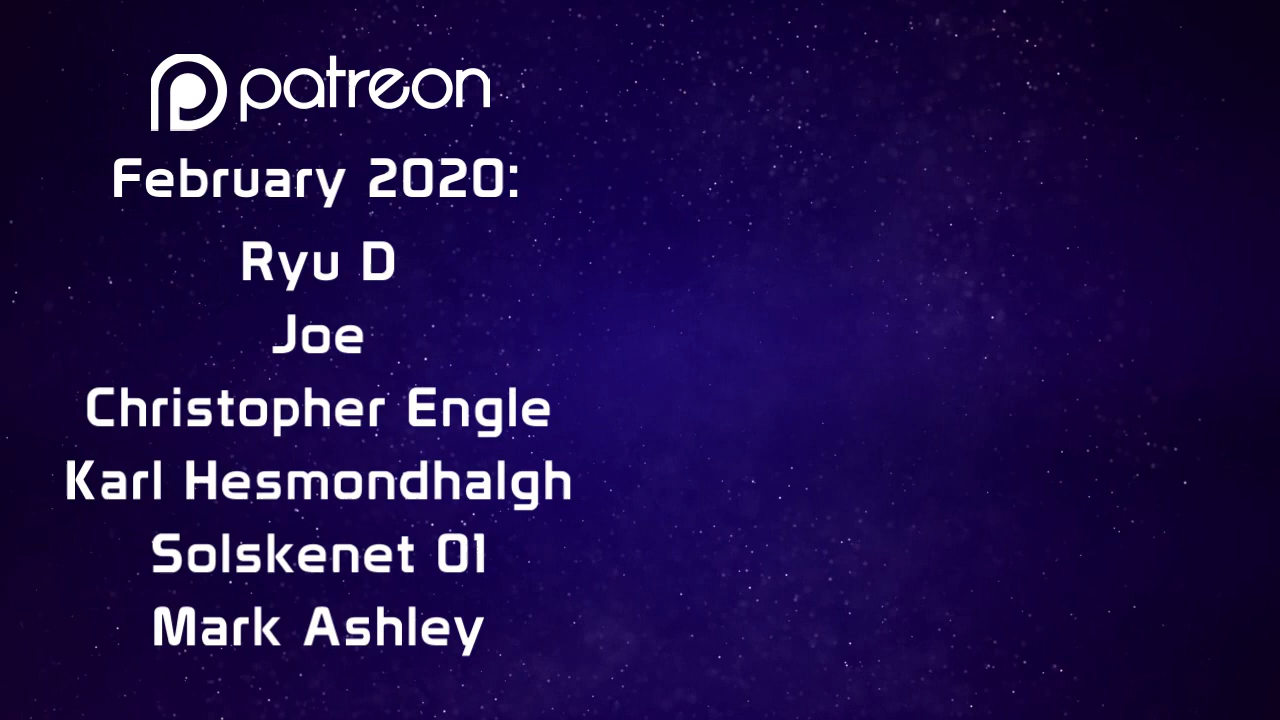 patreon
February 2020:
Ryu D
Joe
Christopher Engle
Karl Hesmondhalgh
Solskenet 01
Mark Ashley